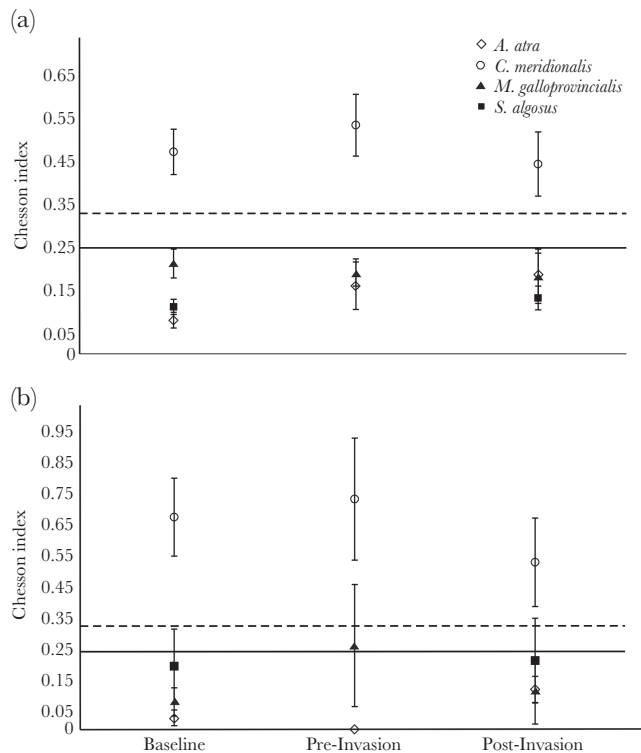 (a)
A. atra
C. meridionalis
M. galloprovincialis
S. algosus
Chesson index
0.65
0.55
0.45
0.35
0.25
0.15
0.05
0
(b)
Chesson index
0.95
0.85
0.75
0.65
0.55
0.45
0.35
0.25
0.15
0.05
0
Baseline Pre-Invasion Post-Invasion